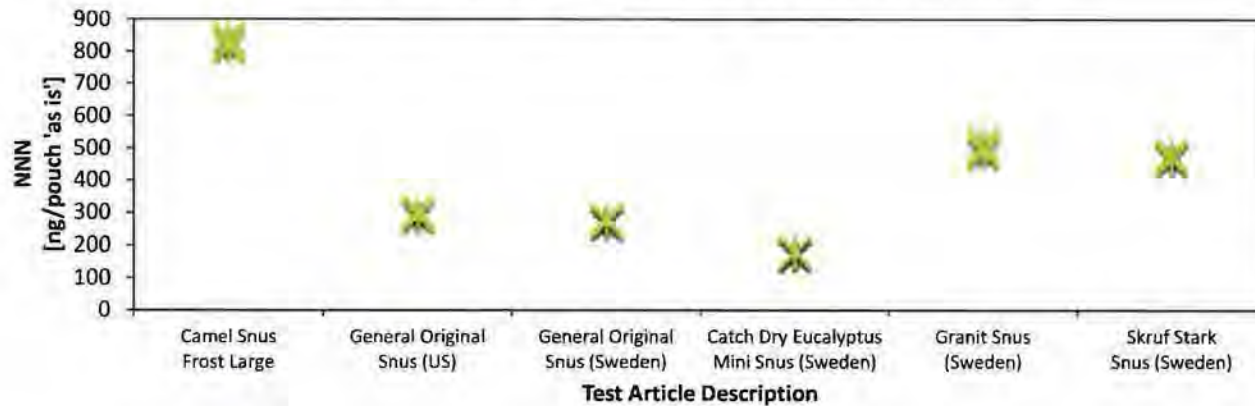 900
800
700
600
500
400
300
200
100
0
NNN
[ng/pouch 'as is']
Camel Snus
Frost Large
General Original
Snus (US)
General Original
Snus (Sweden)
Catch Dry Eucalyptus
Mini Snus (Sweden)
Granit Snus
(Sweden)
Skruf Stark
Snus (Sweden)
Test Article Description